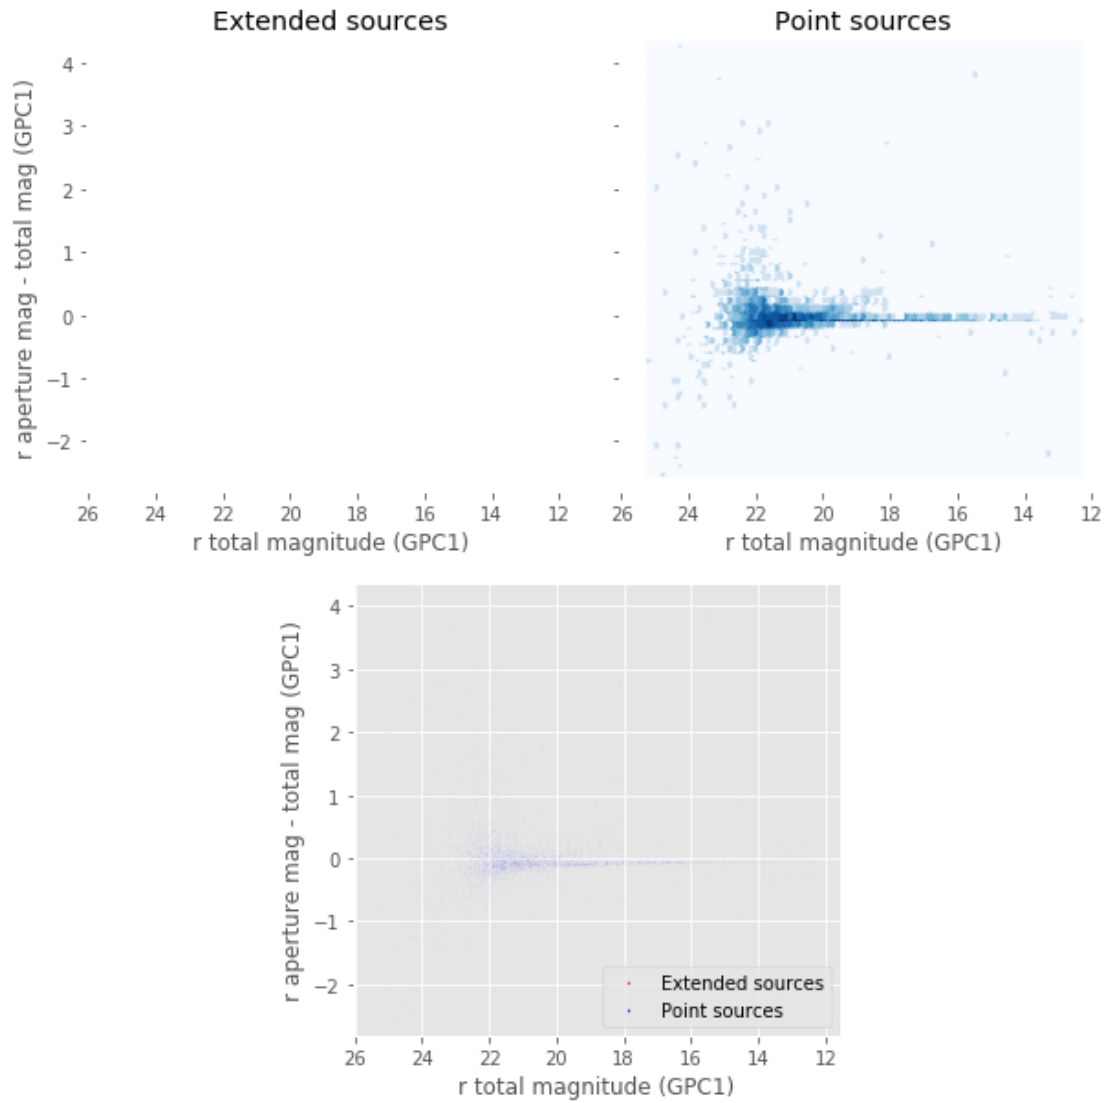 Extended sources
Point sources
r aperture mag - total mag (GPC1)
4
3
2
1
0
−1
−2
26 24 22 20 18 16 14 12
r total magnitude (GPC1)
26 24 22 20 18 16 14 12
r total magnitude (GPC1)
r aperture mag - total mag (GPC1)
4
3
2
1
0
−1
−2
26 24 22 20 18 16 14 12
r total magnitude (GPC1)
Extended sources
Point sources